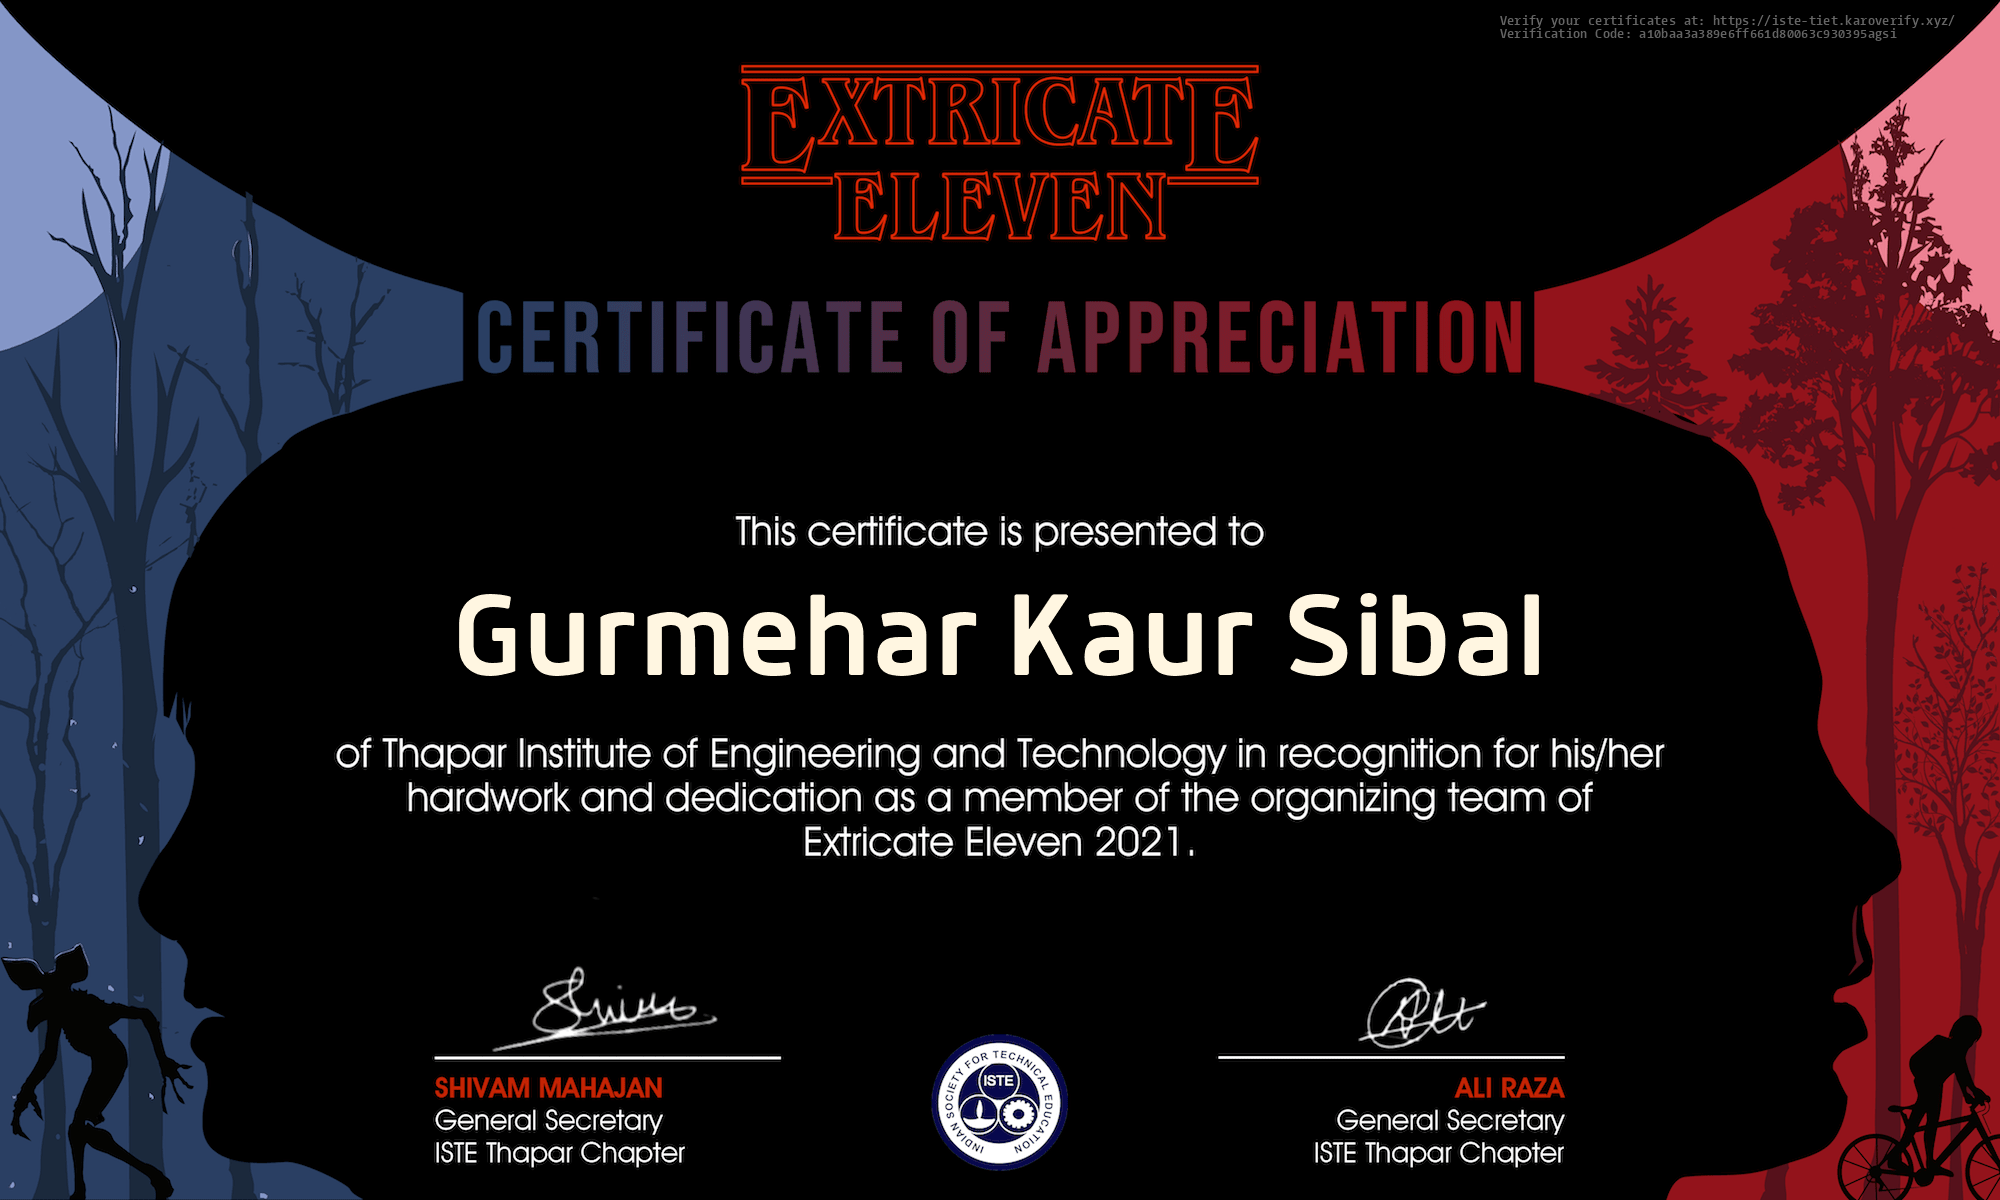 Verify your certificates at: https://iste-tiet.karoverify.xyz/
Verification Code: a10baa3a389e6ff661d80063c930395agsi
EXTRICATE
ELEVEN
CERTIFICATE OF APPRECIATION
This certificate is presented to
Gurmehar Kaur Sibal
of Thapar Institute of Engineering and Technology in recognition for his/her
hardwork and dedication as a member of the organizing team of
Extricate Eleven 2021.
SHIVAM MAHAJAN
General Secretary
ISTE Thapar Chapter
INDIAN SOCIETY FOR TECHNICAL EDUCATION
ISTE
ALI RAZA
General Secretary
ISTE Thapar Chapter